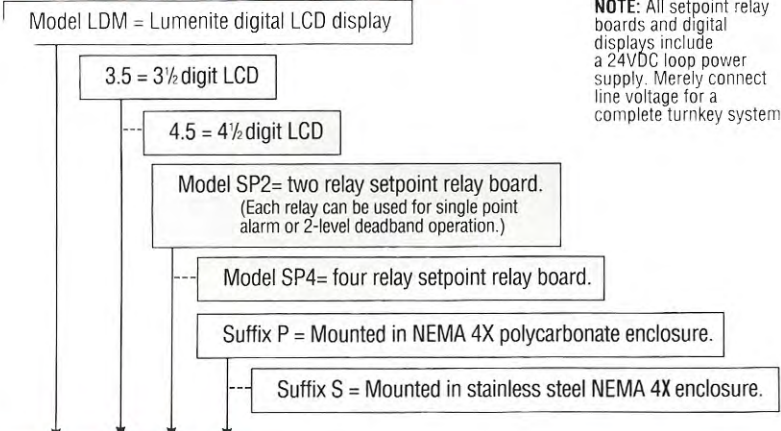 Model LDM = Lumenite digital LCD display
3.5 = 3½ digit LCD
4.5 = 4½ digit LCD
Model SP2= two relay setpoint relay board.
(Each relay can be used for single point
alarm or 2-level deadband operation.)
Model SP4= four relay setpoint relay board.
Suffix P = Mounted in NEMA 4X polycarbonate enclosure.
Suffix S = Mounted in stainless steel NEMA 4X enclosure.
NOTE: All setpoint relay
boards and digital
displays include
a 24VDC loop power
supply. Merely connect
line voltage for a
complete turnkey system